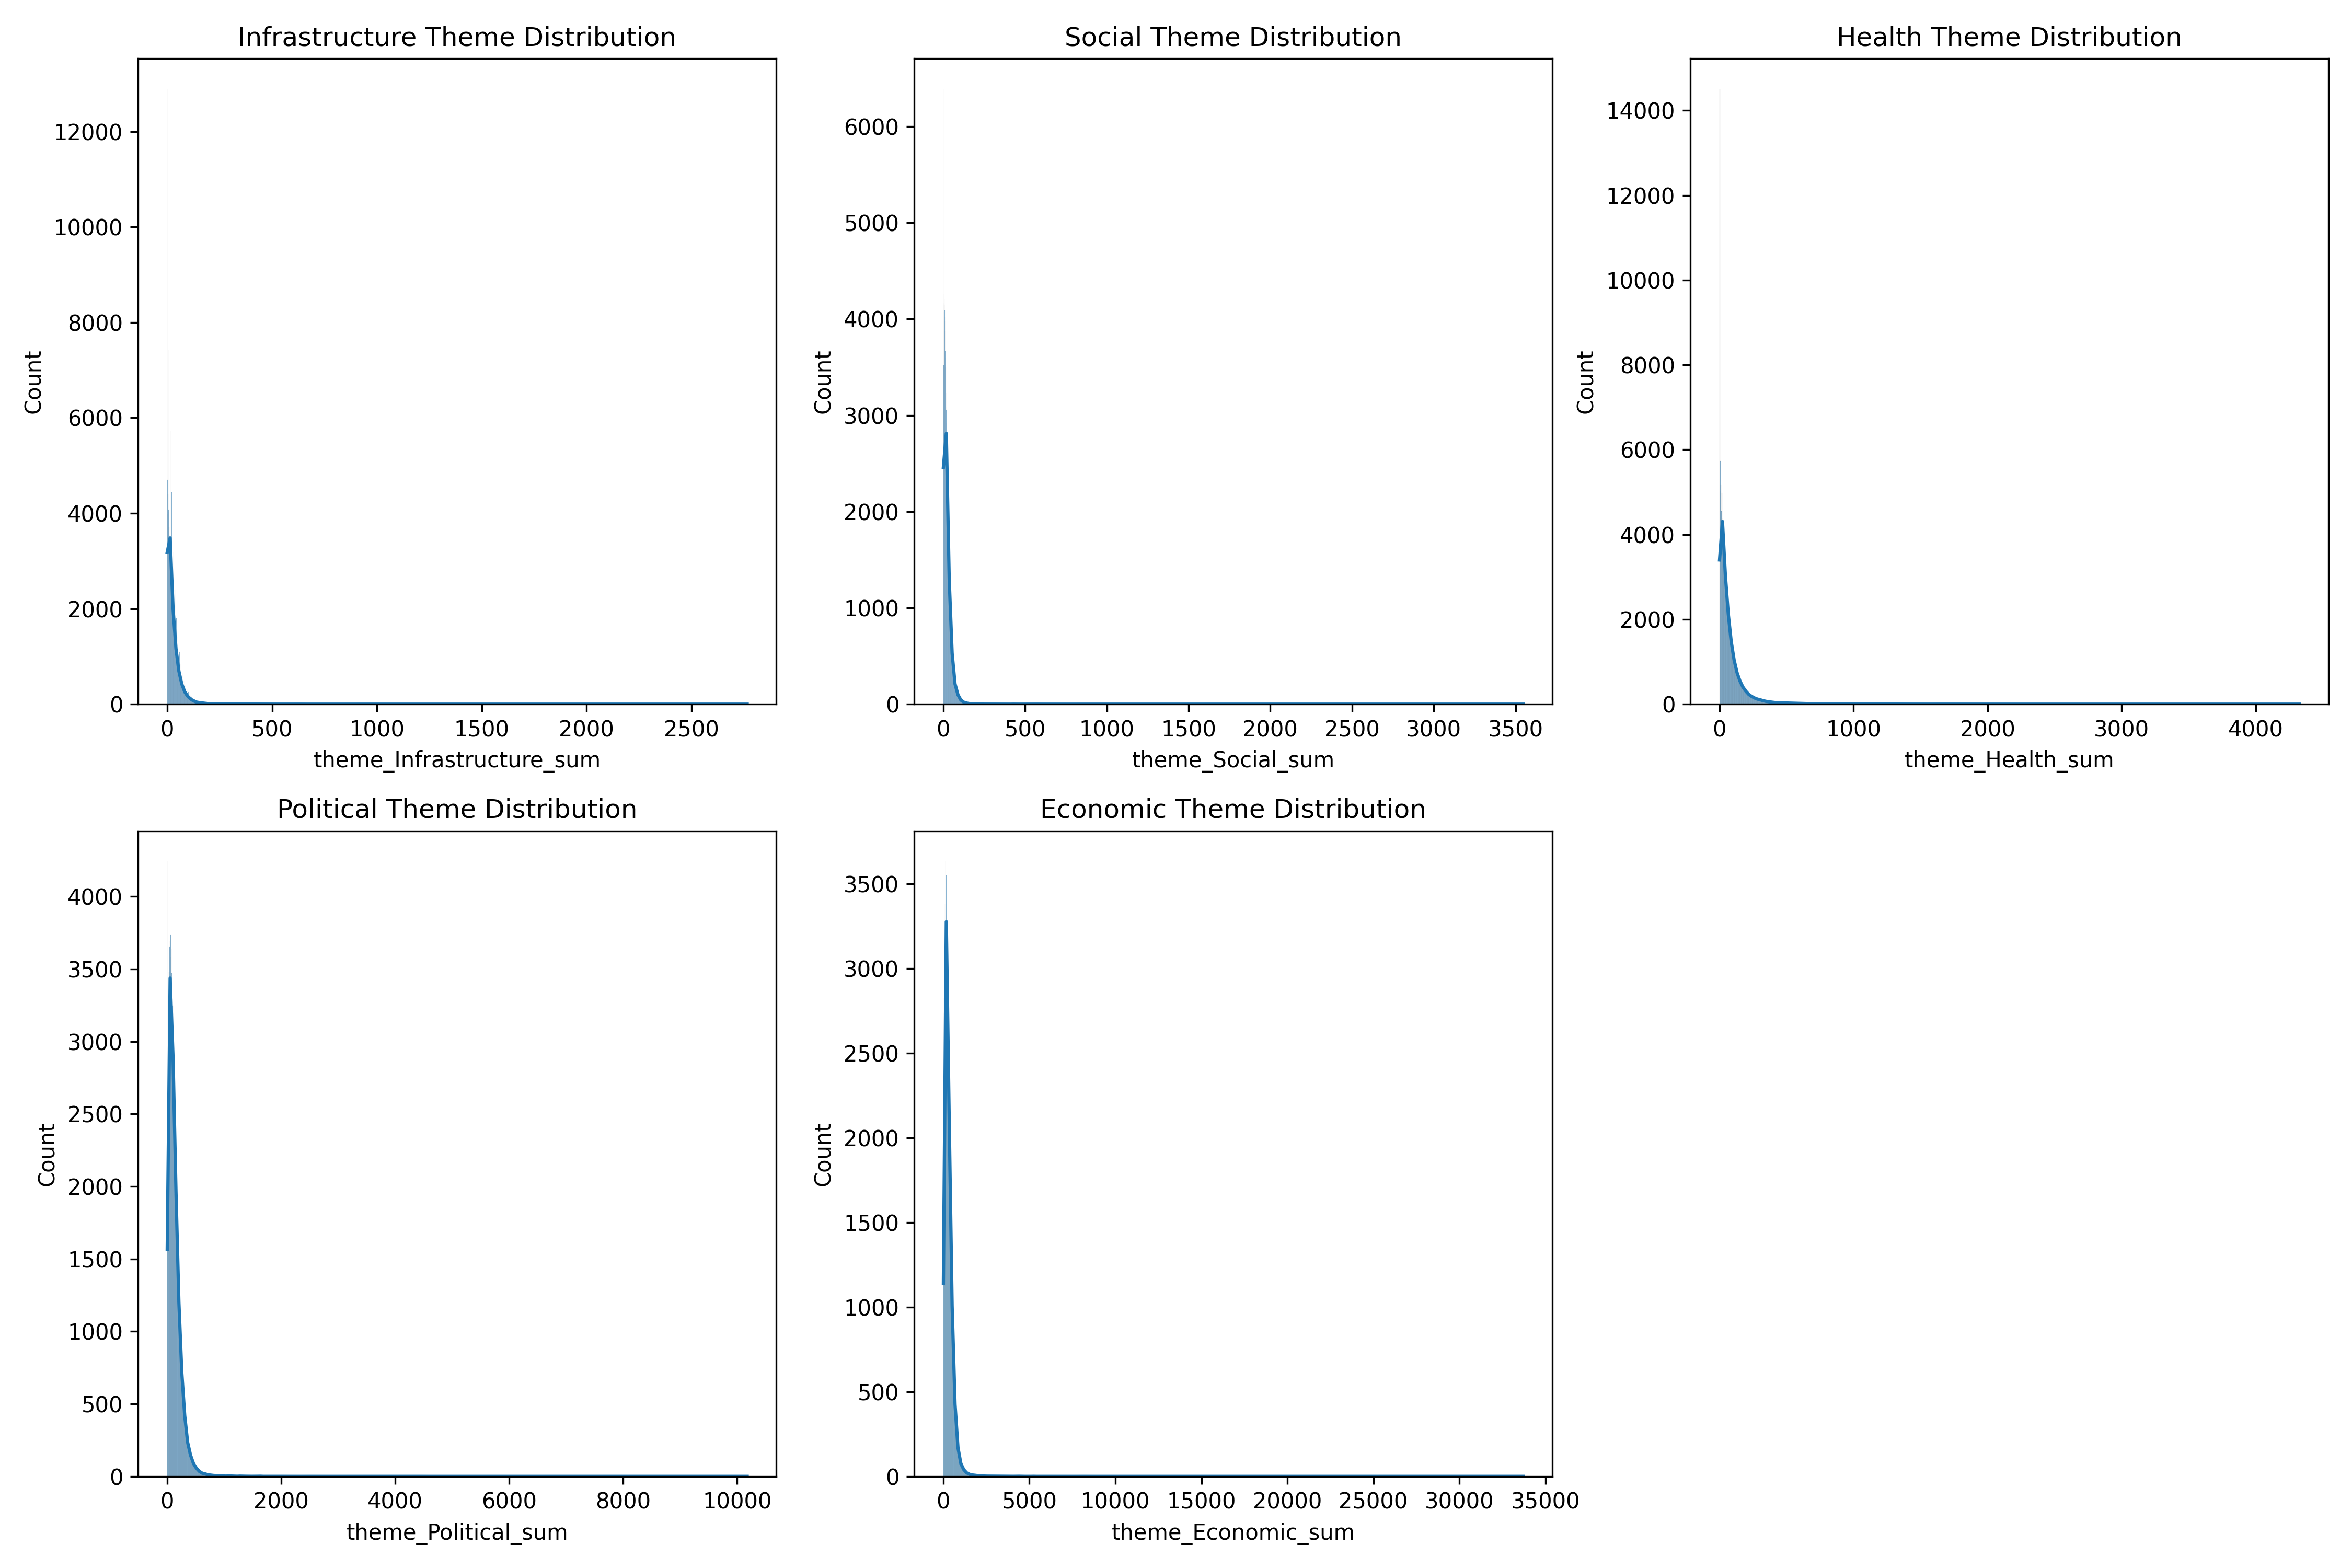 Infrastructure Theme Distribution
Count
12000
10000
8000
6000
4000
2000
0
0 500 1000 1500 2000 2500
theme_Infrastructure_sum
Social Theme Distribution
Count
6000
5000
4000
3000
2000
1000
0
0 500 1000 1500 2000 2500 3000 3500
theme_Social_sum
Health Theme Distribution
Count
14000
12000
10000
8000
6000
4000
2000
0
0 1000 2000 3000 4000
theme_Health_sum
Political Theme Distribution
Count
4000
3500
3000
2500
2000
1500
1000
500
0
0 2000 4000 6000 8000 10000
theme_Political_sum
Economic Theme Distribution
Count
3500
3000
2500
2000
1500
1000
500
0
0 5000 10000 15000 20000 25000 30000 35000
theme_Economic_sum